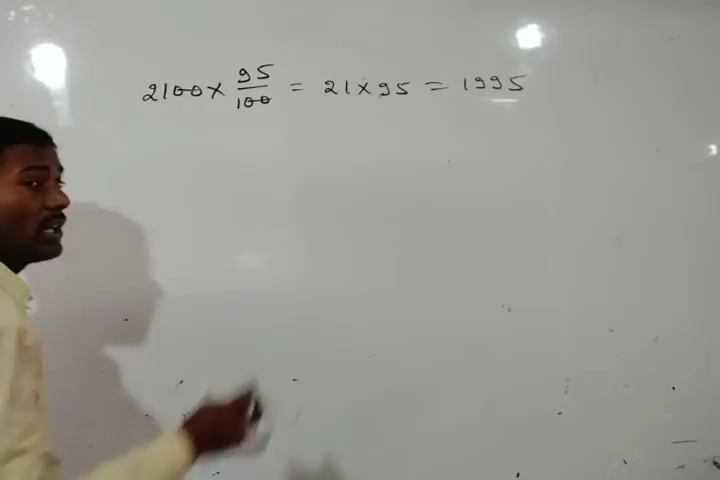 2100 × 95/100 = 21 × 95 = 1995